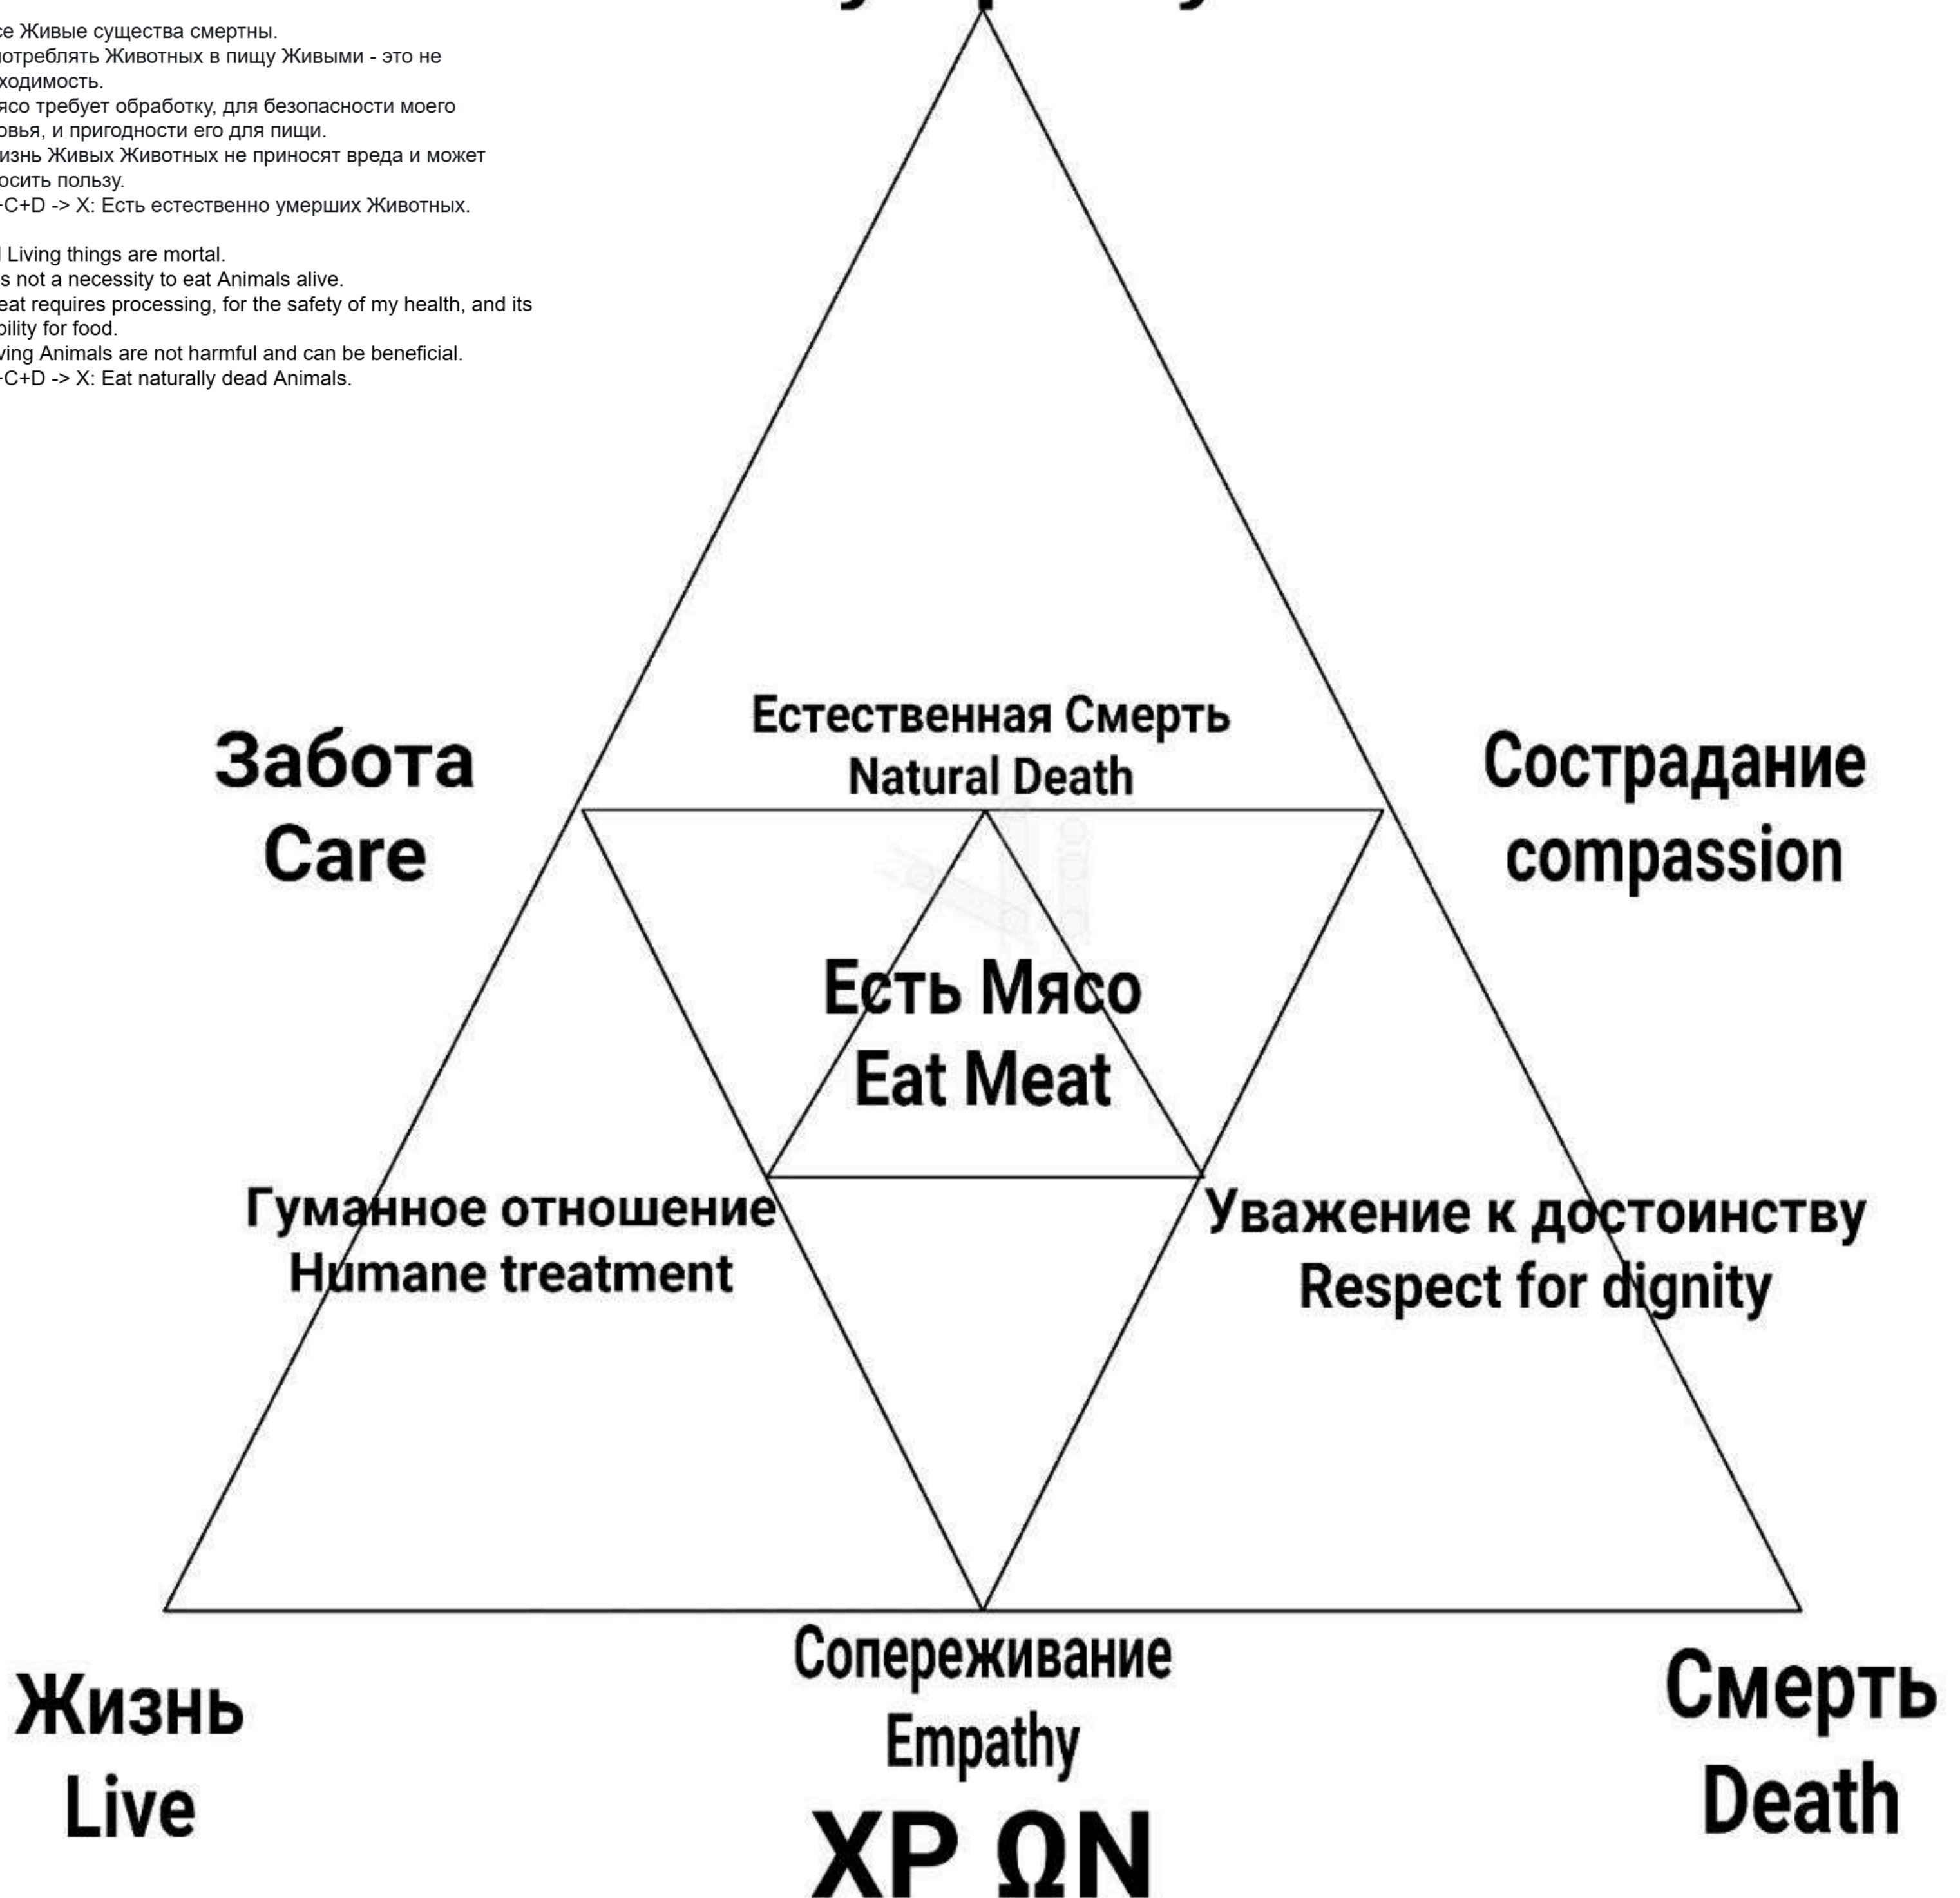 се Живые существа смертны.
потреблять Животных в пищу Живыми - это не
ходимость.
ясо требует обработку, для безопасности моего
овья, и пригодности его для пищи.
изнь Живых Животных не приносят вреда и может
осить пользу.
+C+D -> X: Есть естественно умерших Животных.
l Living things are mortal.
s not a necessity to eat Animals alive.
eat requires processing, for the safety of my health, and its
bility for food.
ving Animals are not harmful and can be beneficial.
+C+D -> X: Eat naturally dead Animals.
Естественная Смерть
Natural Death
Забота
Care
Сострадание
compassion
Есть Мясо
Eat Meat
Гуманное отношение
Humane treatment
Уважение к достоинству
Respect for dignity
Сопереживание
Empathy
Жизнь
Live
Смерть
Death
ХР ΩN